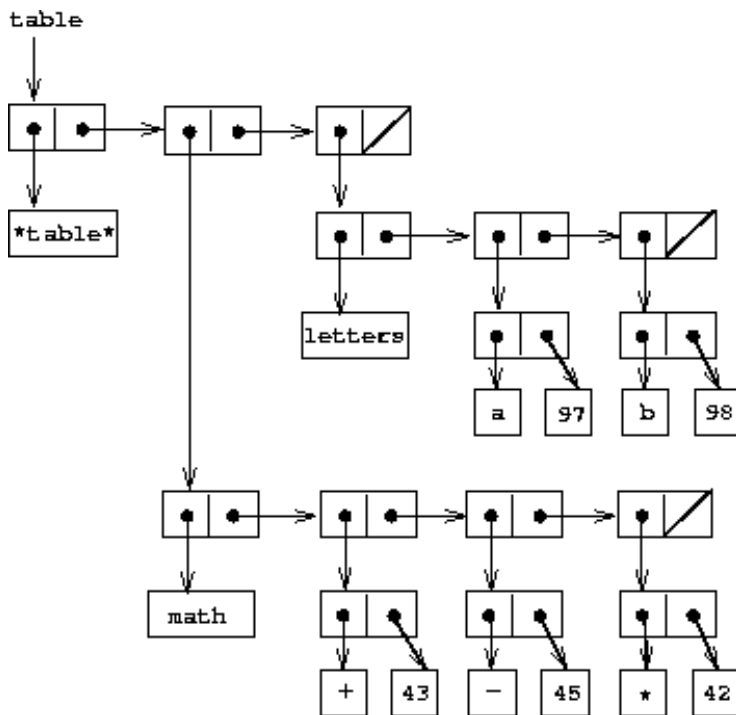 table
*table*
letters
a 97 b 98
math
+ 43 - 45 * 42